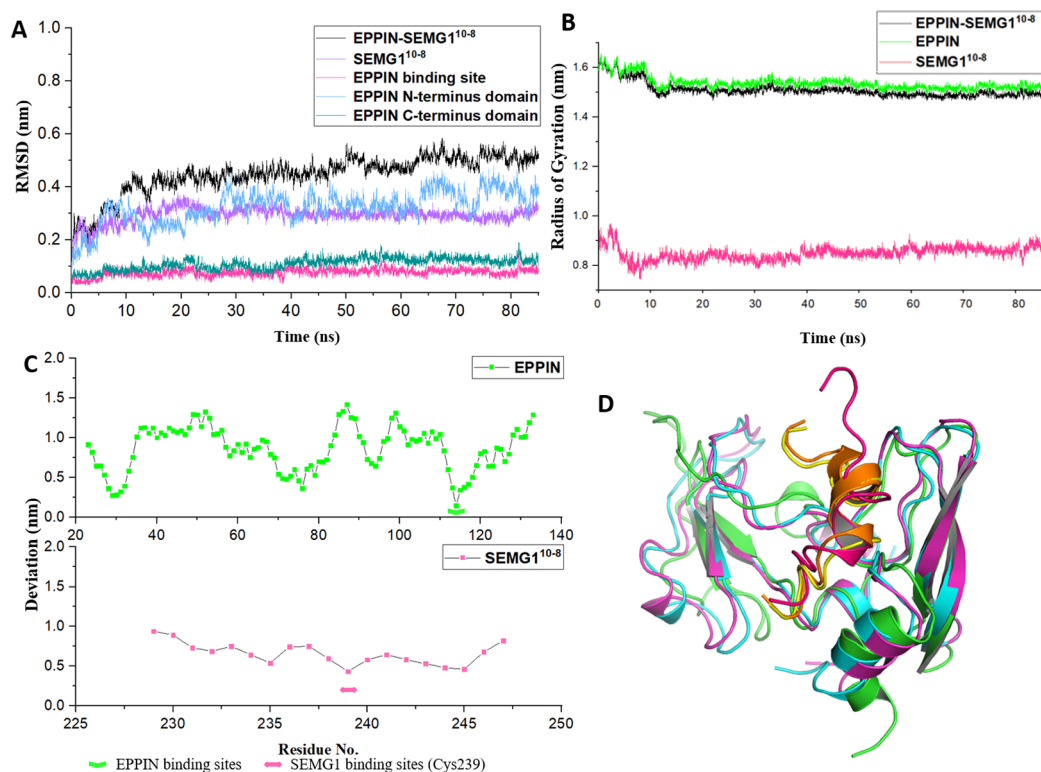 A
EPPIN-SEMG1¹⁰⁻⁸
SEMG1¹⁰⁻⁸
EPPIN binding site
EPPIN N-terminus domain
EPPIN C-terminus domain
RMSD (nm)
1.0
0.8
0.6
0.4
0.2
0.0
0 10 20 30 40 50 60 70 80
Time (ns)
B
EPPIN-SEMG1¹⁰⁻⁸
EPPIN
SEMG1¹⁰⁻⁸
Radius of Gyration (nm)
1.6
1.4
1.2
1.0
0.8
0 10 20 30 40 50 60 70 80
Time (ns)
C
EPPIN
2.0
1.5
1.0
0.5
0.0
20 40 60 80 100 120 140
Deviation (nm)
SEMG1¹⁰⁻⁸
2.0
1.5
1.0
0.5
0.0
225 230 235 240 245 250
Residue No.
EPPIN binding sites SEMG1 binding sites (Cys239)
D